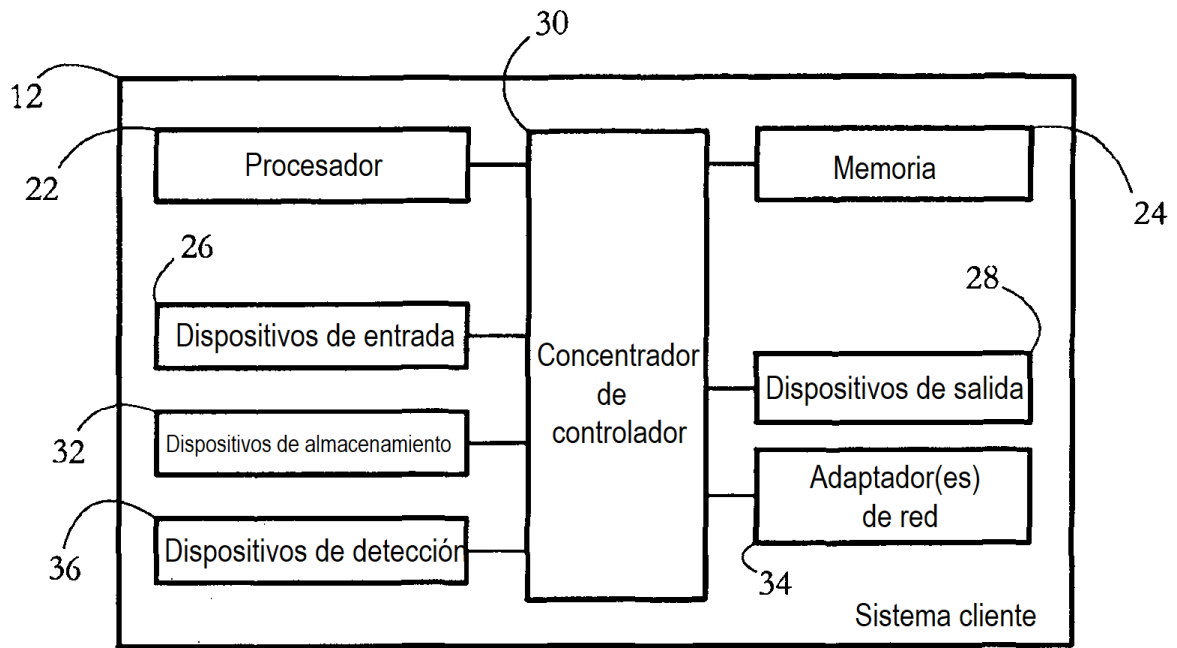 30
12
Procesador
22
Memoria
24
26
Dispositivos de entrada
28
Concentrador
de
controlador
Dispositivos de salida
32
Dispositivos de almacenamiento
Adaptador(es)
de red
36
Dispositivos de detección
34
Sistema cliente